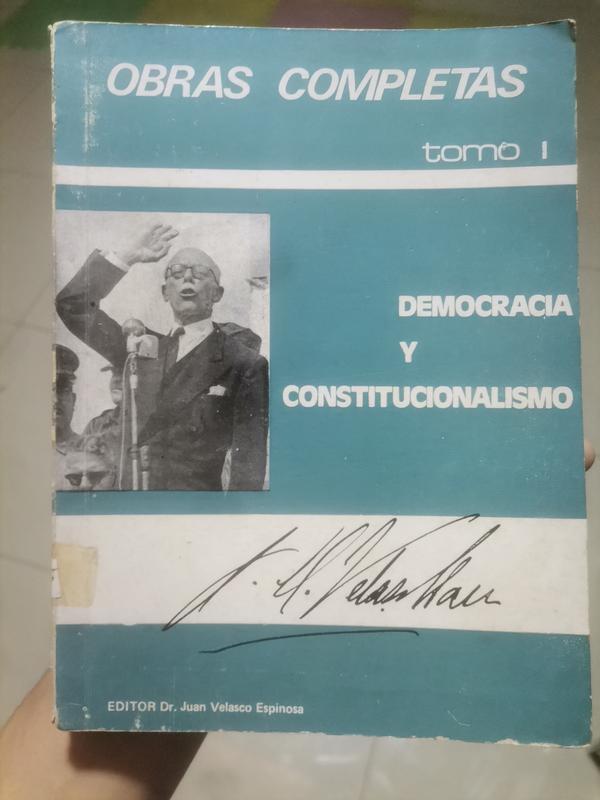 OBRAS COMPLETAS
tomo I
DEMOCRACIA
Y
CONSTITUCIONALISMO
EDITOR Dr. Juan Velasco Espinosa